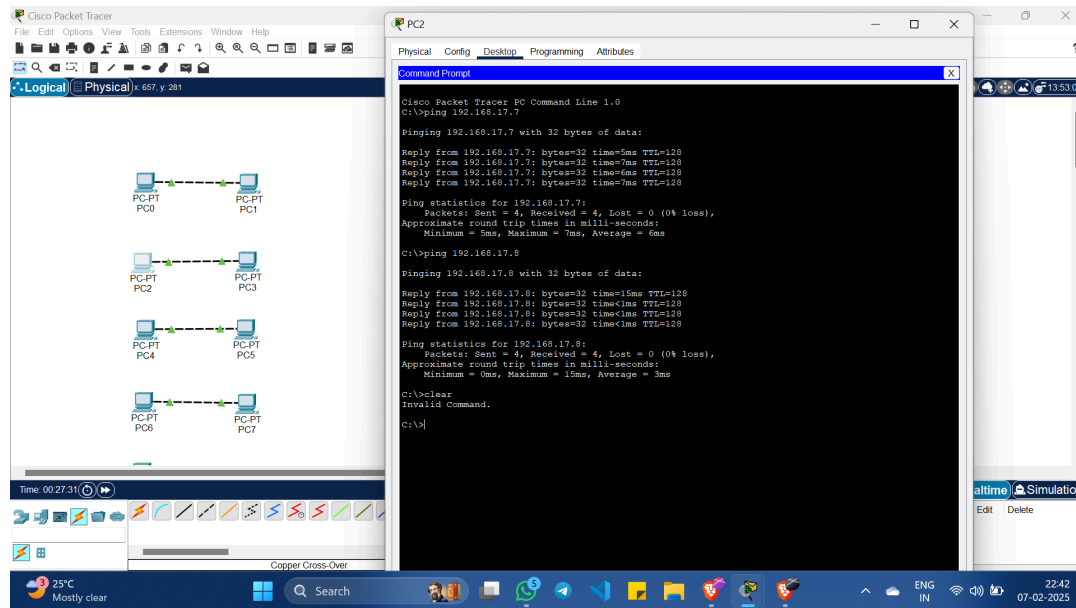 Cisco Packet Tracer
File Edit Options View Tools Extensions Window Help
Logical Physical x: 657, y: 281
PC-PT
PC0
PC-PT
PC1
PC-PT
PC2
PC-PT
PC3
PC-PT
PC4
PC-PT
PC5
PC-PT
PC6
PC-PT
PC7
Time: 00:27:31
Copper Cross-Over
PC2
Physical Config Desktop Programming Attributes
Command Prompt
X
Cisco Packet Tracer PC Command Line 1.0
C:\>ping 192.168.17.7
Pinging 192.168.17.7 with 32 bytes of data:
Reply from 192.168.17.7: bytes=32 time=5ms TTL=128
Reply from 192.168.17.7: bytes=32 time=7ms TTL=128
Reply from 192.168.17.7: bytes=32 time=6ms TTL=128
Reply from 192.168.17.7: bytes=32 time=7ms TTL=128
Ping statistics for 192.168.17.7:
Packets: Sent = 4, Received = 4, Lost = 0 (0% loss),
Approximate round trip times in milli-seconds:
Minimum = 5ms, Maximum = 7ms, Average = 6ms
C:\>ping 192.168.17.8
Pinging 192.168.17.8 with 32 bytes of data:
Reply from 192.168.17.8: bytes=32 time=15ms TTL=128
Reply from 192.168.17.8: bytes=32 time<1ms TTL=128
Reply from 192.168.17.8: bytes=32 time<1ms TTL=128
Reply from 192.168.17.8: bytes=32 time<1ms TTL=128
Ping statistics for 192.168.17.8:
Packets: Sent = 4, Received = 4, Lost = 0 (0% loss),
Approximate round trip times in milli-seconds:
Minimum = 0ms, Maximum = 15ms, Average = 3ms
C:\>clear
Invalid Command.
C:\>
13:53:0
altime Simulatio
Edit Delete
3
25°C
Mostly clear
Search
5
ENG
IN
22:42
07-02-2025